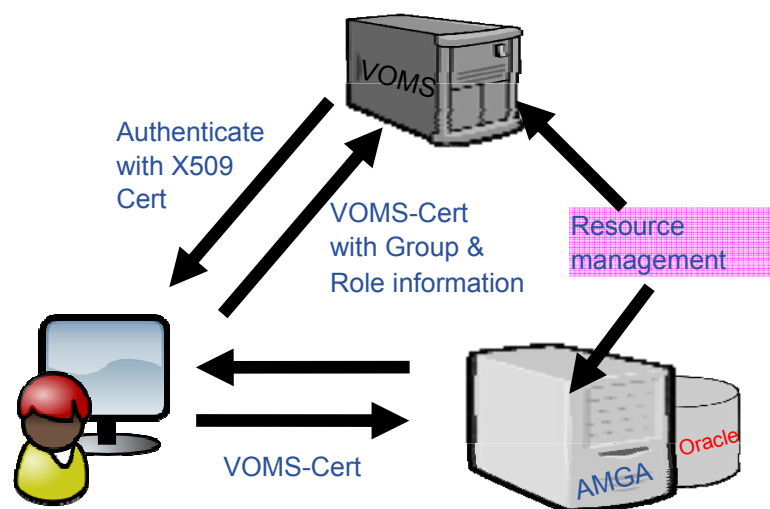 VOMS
Authenticate
with X509
Cert
VOMS-Cert
with Group &
Role information
Resource
management
VOMS-Cert
AMGA
Oracle